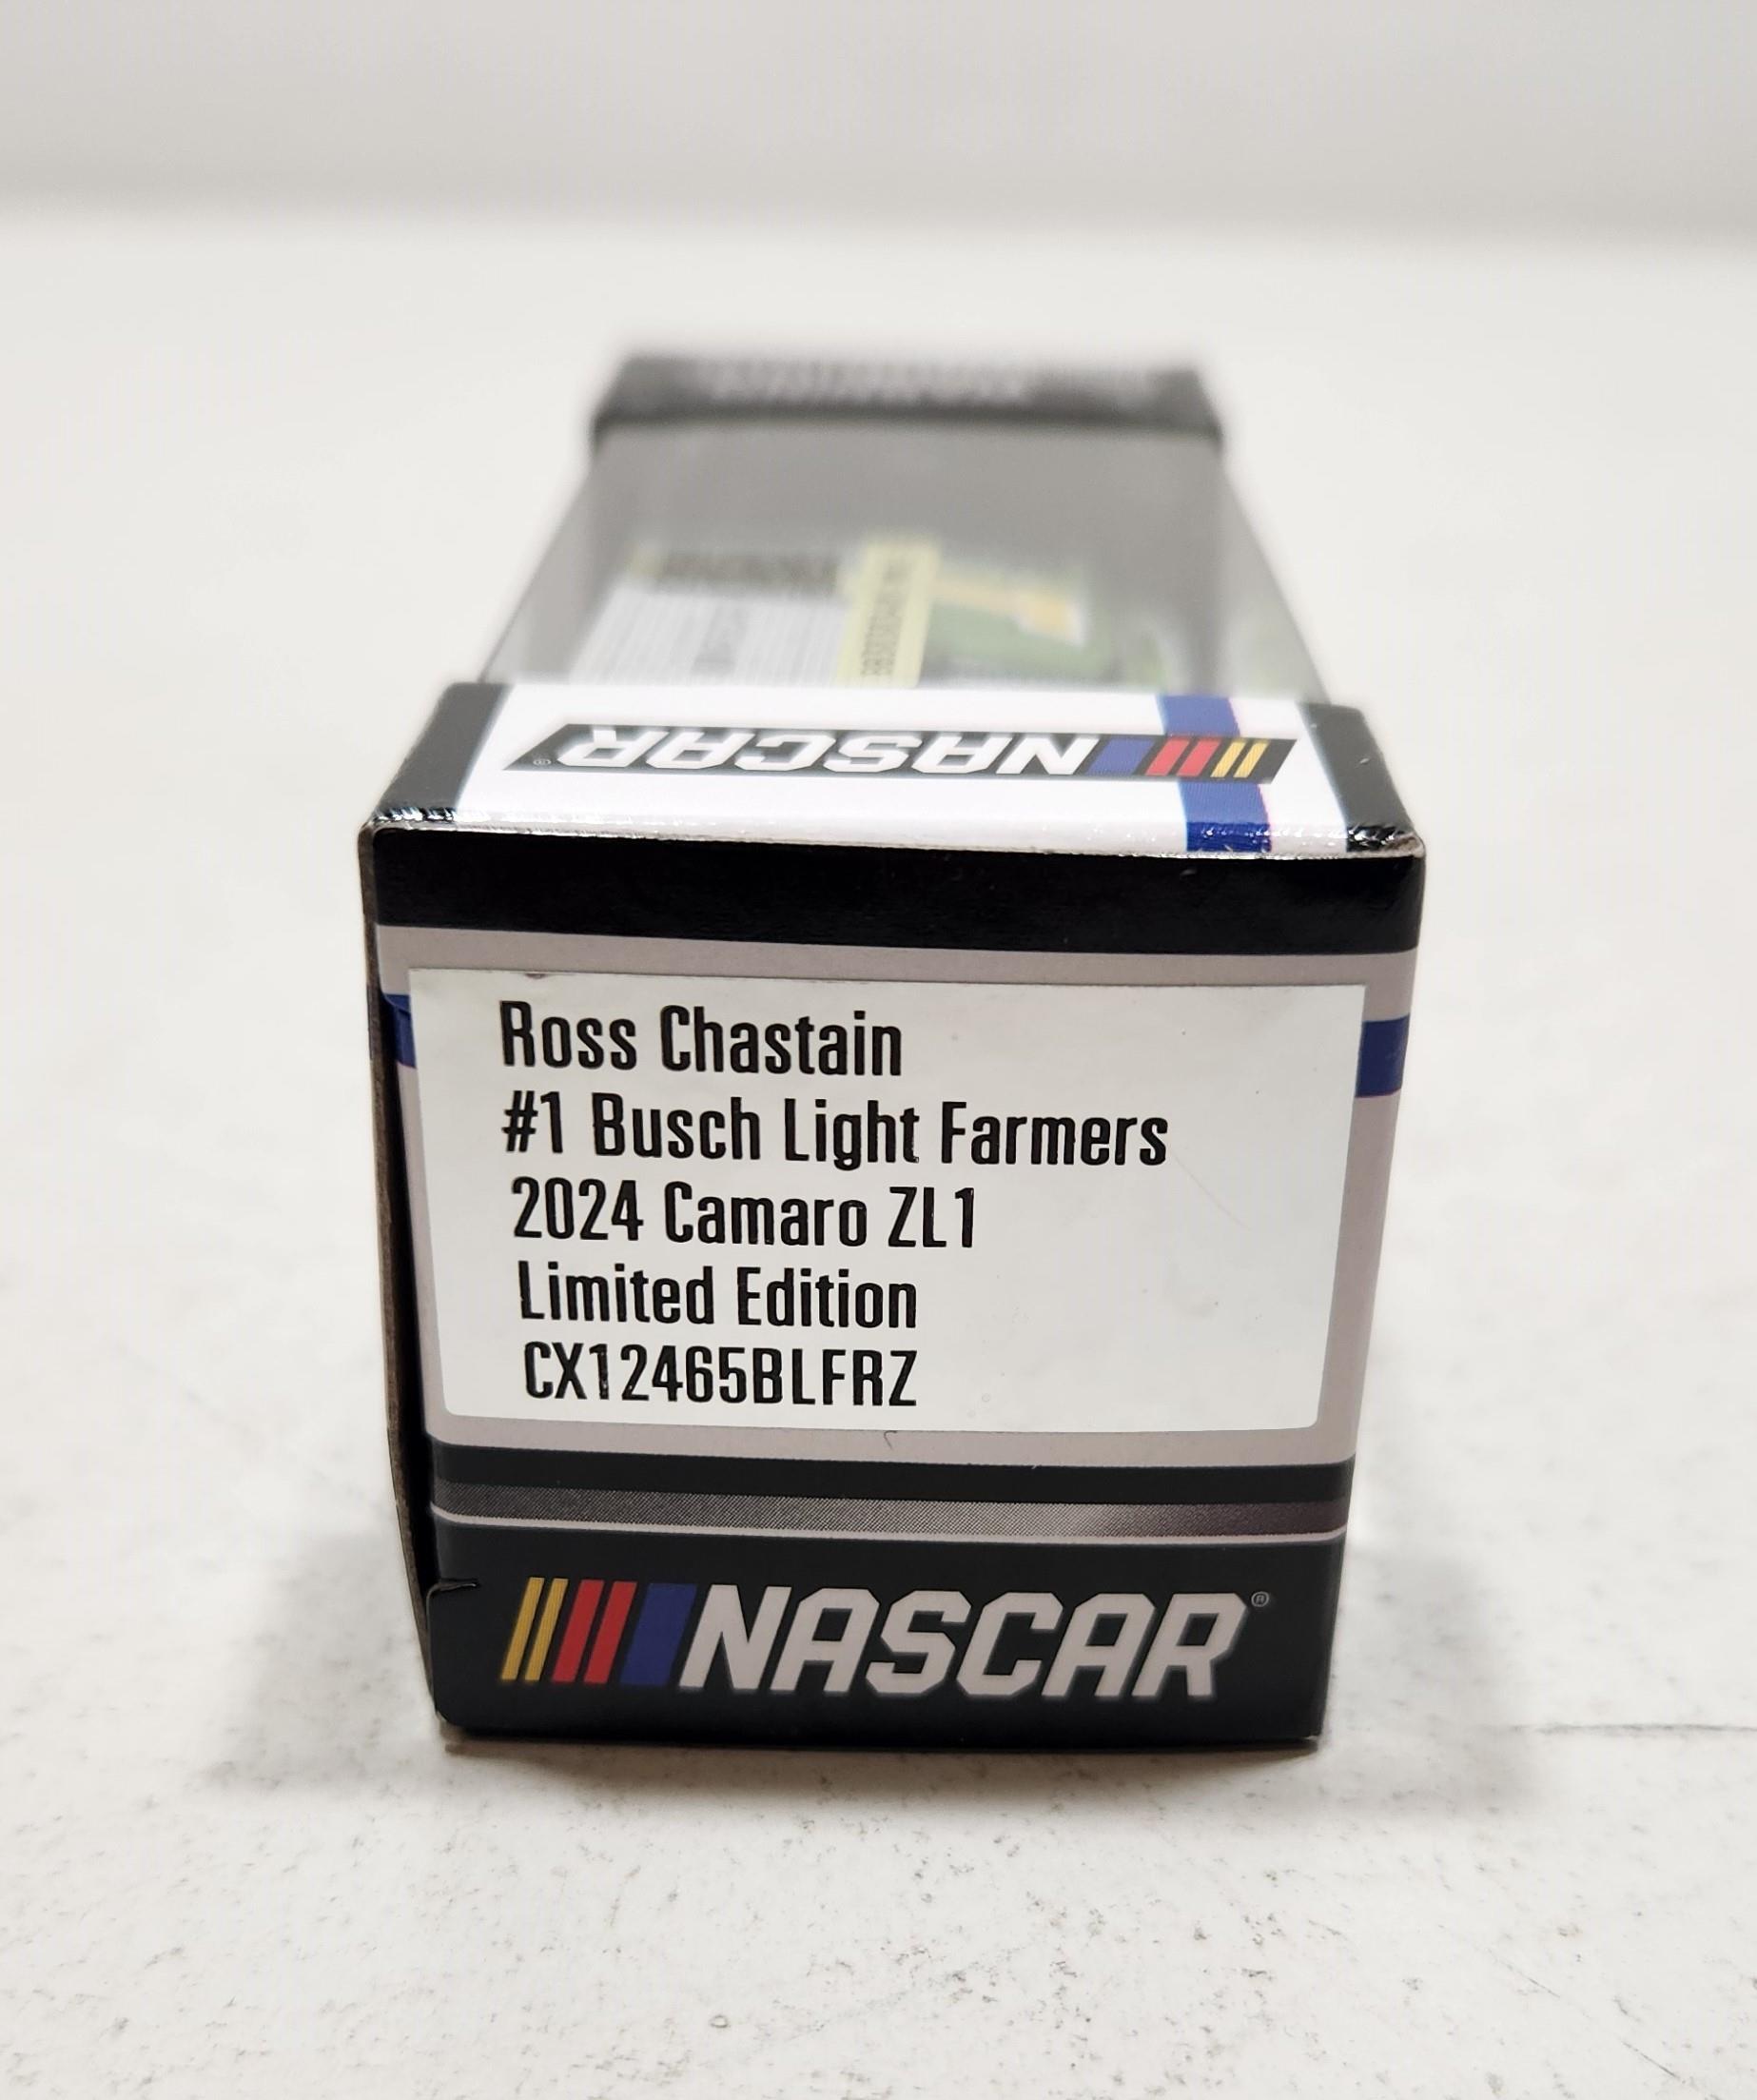 NASCAR®
Ross Chastain
#1 Busch Light Farmers
2024 Camaro ZL1
Limited Edition
CX12465BLFRZ
NASCAR®